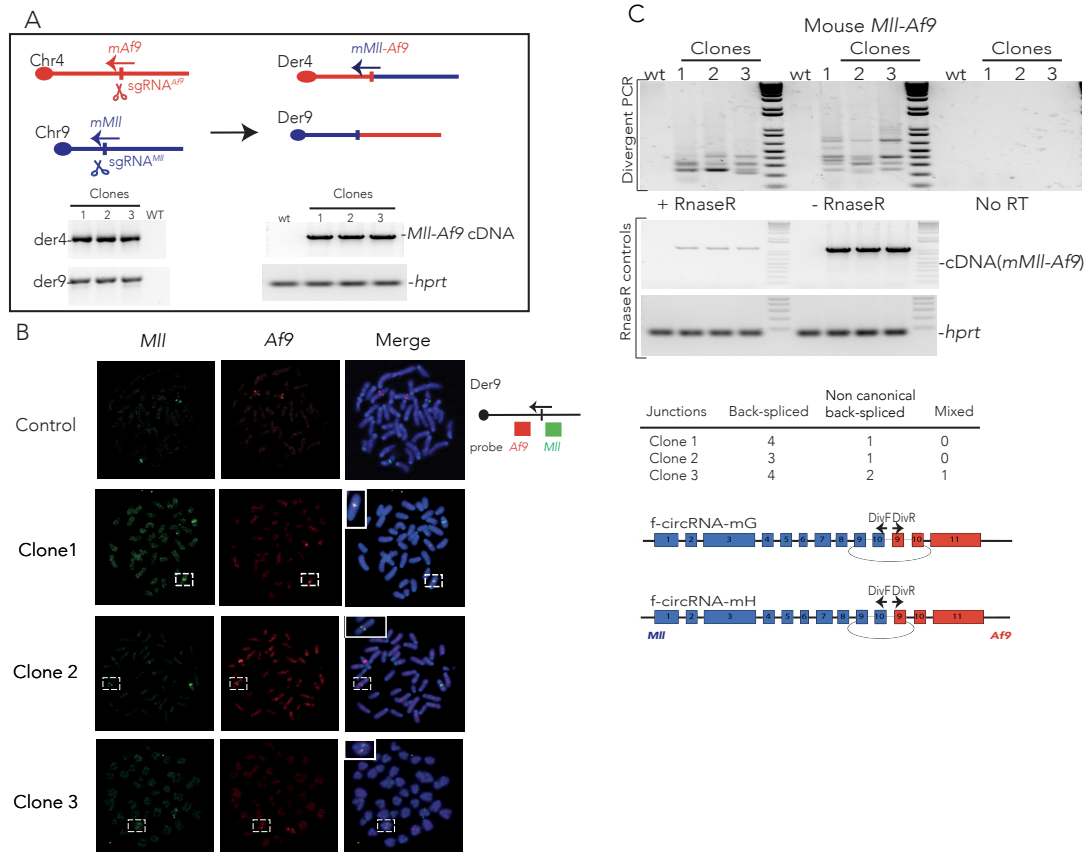 A
Chr4
mAf9
sgRNA^Af9
Chr9
mMll
sgRNA^Mll
Der4
mMll-Af9
Der9
Clones
1 2 3 WT
der4-
der9-
Clones
wt 1 2 3
-Mll-Af9 cDNA
-hprt
B
Mll Af9 Merge
Control
Clone1
Clone 2
Clone 3
Der9
probe Af9 Mll
C
Mouse Mll-Af9
Clones Clones Clones
wt 1 2 3 wt 1 2 3 wt 1 2 3
Divergent PCR
+ RnaseR - RnaseR No RT
RnaseR controls
-cDNA(mMll-Af9)
-hprt
Junctions Back-spliced Non canonical back-spliced Mixed
Clone 1 4 1 0
Clone 2 3 1 0
Clone 3 4 2 1
f-circRNA-mG
DivF DivR
1 2 3 4 5 6 7 8 9 10 9 10 11
f-circRNA-mH
DivF DivR
1 2 3 4 5 6 7 8 9 10 9 10 11
Mll Af9